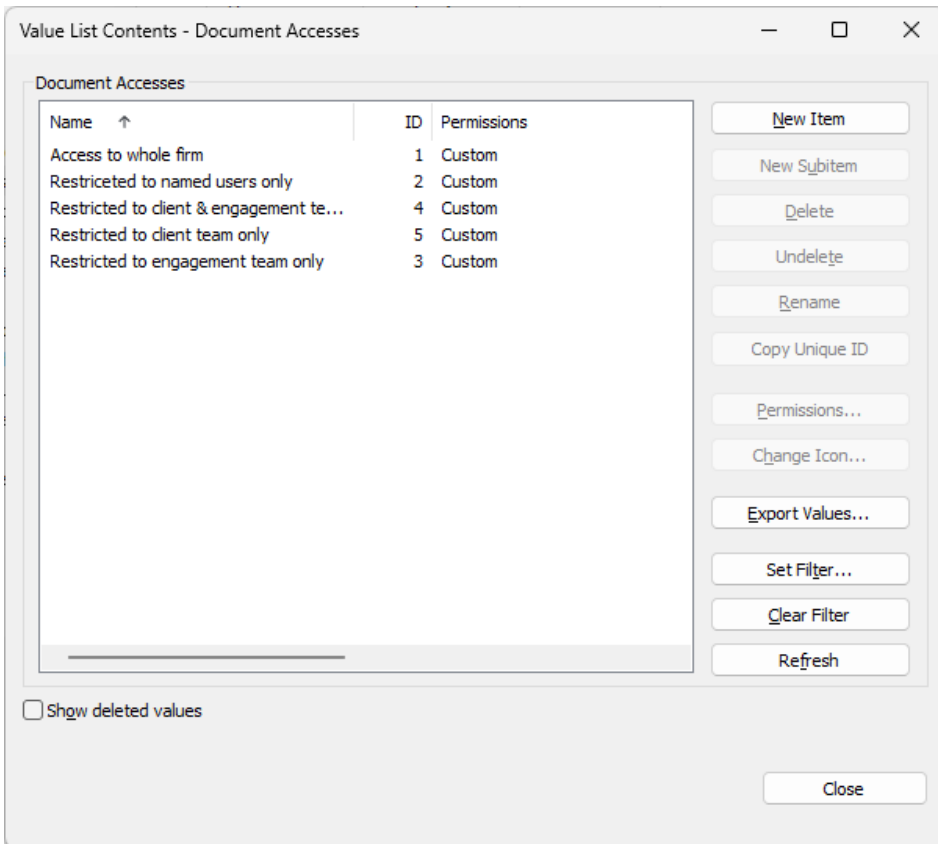 Value List Contents - Document Accesses
Document Accesses
Name ID Permissions
Access to whole firm 1 Custom
Restriceted to named users only 2 Custom
Restricted to client & engagement te... 4 Custom
Restricted to client team only 5 Custom
Restricted to engagement team only 3 Custom
New Item
New Subitem
Delete
Undelete
Rename
Copy Unique ID
Permissions...
Change Icon...
Export Values...
Set Filter...
Clear Filter
Refresh
Show deleted values
Close